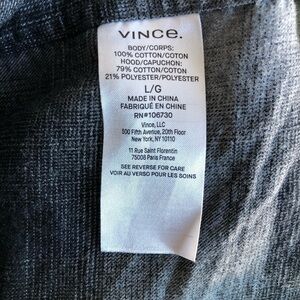 VINCE.
BODY/CORPS:
100% COTTON/COTON
HOOD/CAPUCHON:
79% COTTON/COTON
21% POLYESTER/POLYESTER
L/G
MADE IN CHINA
FABRIQUÉ EN CHINE
RN#106730
Vince, LLC
500 Fifth Avenue, 20th Floor
New York, NY 10110
11 Rue Saint Florentin
75008 Paris France
SEE REVERSE FOR CARE
VOIR AU VERSO POUR LES SOINS